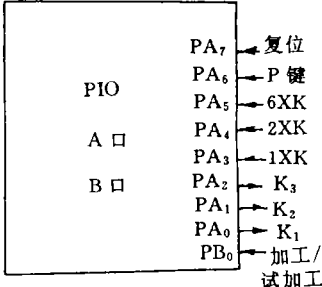 PIO
A 口
B 口
PA₇ 复位
PA₆ P 键
PA₅ 6XK
PA₄ 2XK
PA₃ 1XK
PA₂ K₃
PA₁ K₂
PA₀ K₁
PB₀ 加工/
试加工